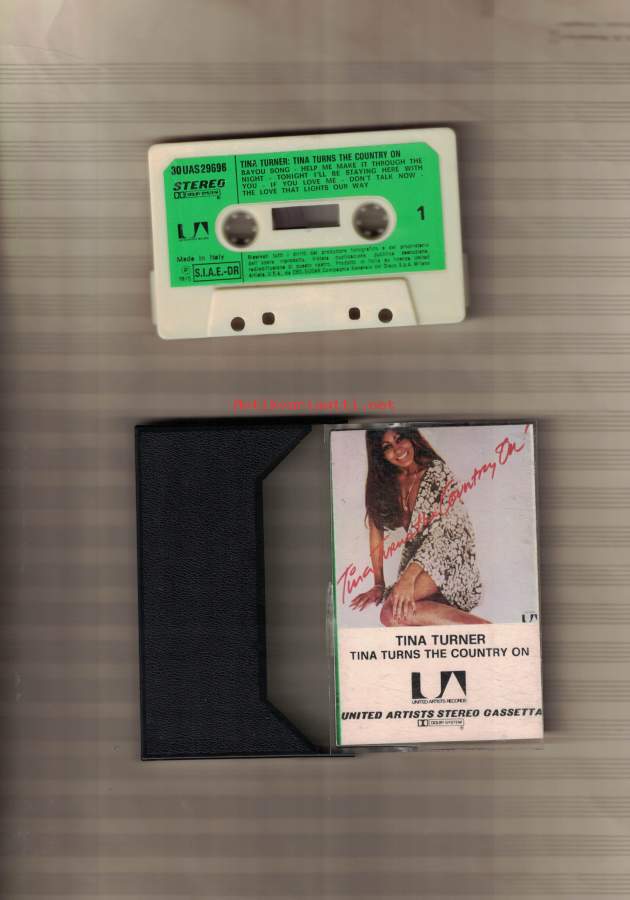 30UAS29696
STEREO
DOLBY SYSTEM
UA
Made in Italy
S.I.A.E.-DR
TINA TURNER: TINA TURNS THE COUNTRY ON
BAYOU SONG - HELP ME MAKE IT THROUGH THE
NIGHT - TONIGHT I'LL BE STAYING HERE WITH
YOU - IF YOU LOVE ME - DON'T TALK NOW -
THE LOVE THAT LIGHTS OUR WAY
1
Antikvariaatti.net
Tina Turns the Country On!
UA
TINA TURNER
TINA TURNS THE COUNTRY ON
UA
UNITED ARTISTS RECORDS
UNITED ARTISTS STEREO CASSETTA
DOLBY SYSTEM